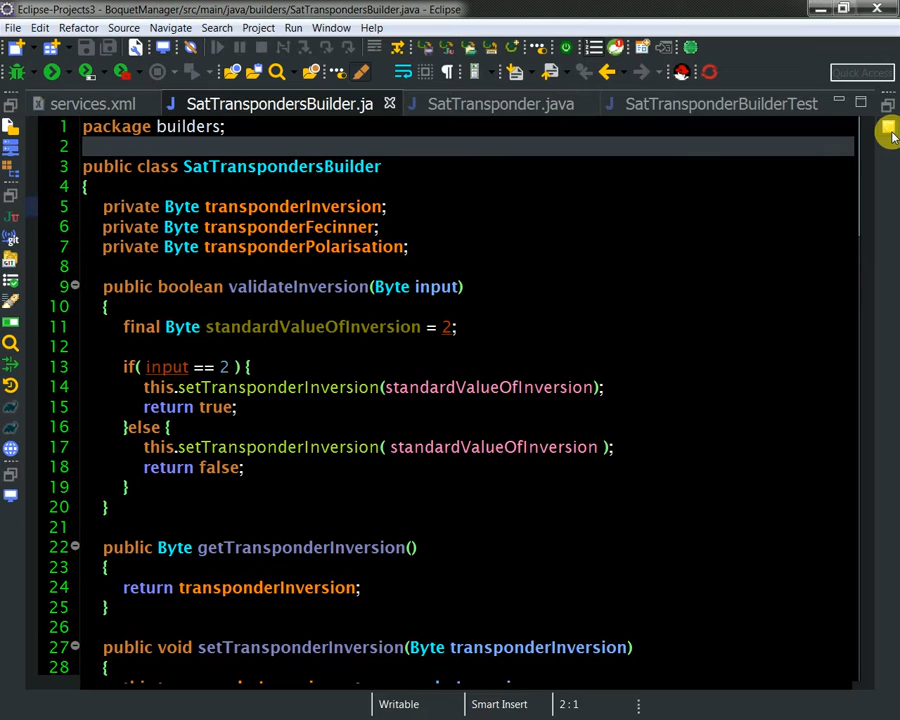 Eclipse-Projects3 - BoquetManager/src/main/java/builders/SatTranspondersBuilder.java - Eclipse
File Edit Refactor Source Navigate Search Project Run Window Help
Quick Access
services.xml SatTranspondersBuilder.ja SatTransponder.java SatTransponderBuilderTest
1 package builders;
2
3 public class SatTranspondersBuilder
4 {
5 private Byte transponderInversion;
6 private Byte transponderFecinner;
7 private Byte transponderPolarisation;
8
9 public boolean validateInversion(Byte input)
10 {
11 final Byte standardValueOfInversion = 2;
12
13 if( input == 2 ) {
14 this.setTransponderInversion(standardValueOfInversion);
15 return true;
16 }else {
17 this.setTransponderInversion( standardValueOfInversion );
18 return false;
19 }
20 }
21
22 public Byte getTransponderInversion()
23 {
24 return transponderInversion;
25 }
26
27 public void setTransponderInversion(Byte transponderInversion)
28 {
Writable Smart Insert 2 : 1